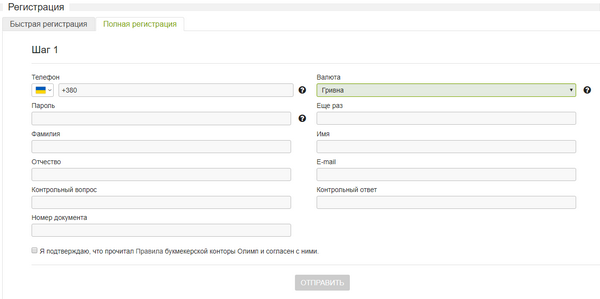 Регистрация
Быстрая регистрация Полная регистрация
Шаг 1
Телефон Валюта
+380 Гривна
Пароль Еще раз
Фамилия Имя
Отчество E-mail
Контрольный вопрос Контрольный ответ
Номер документа
Я подтверждаю, что прочитал Правила букмекерской конторы Олимп и согласен с ними.
ОТПРАВИТЬ